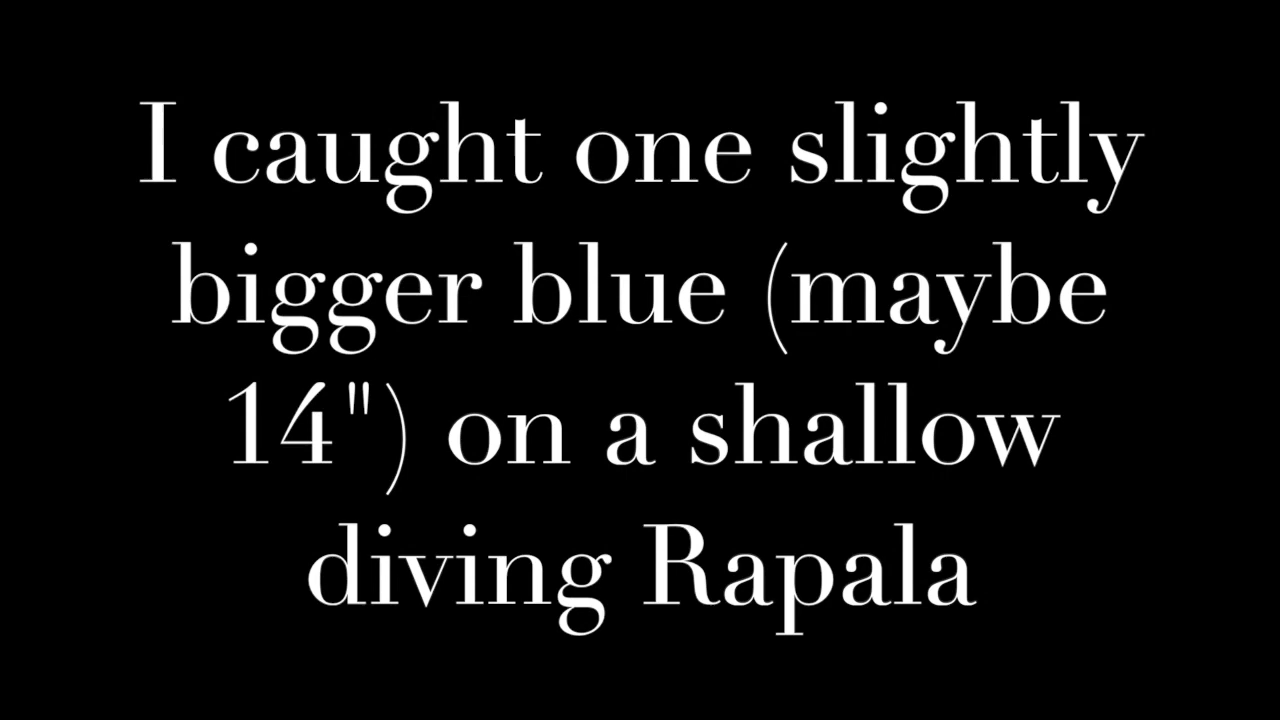 I caught one slightly
bigger blue (maybe
14") on a shallow
diving Rapala